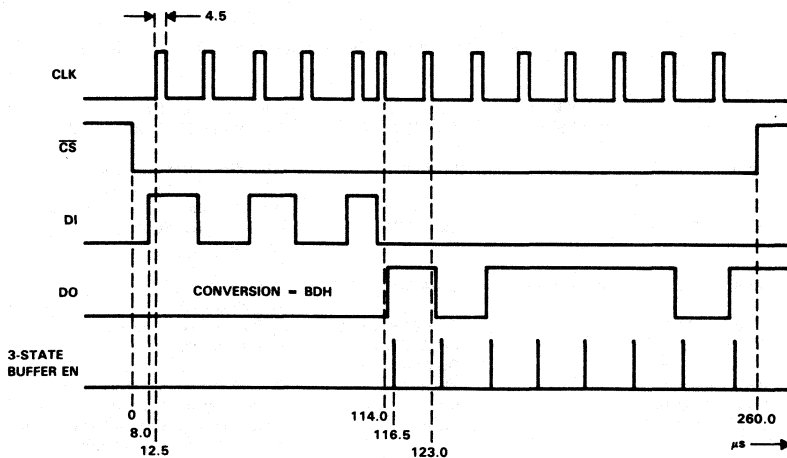 4.5
CLK
CS
DI
DO
CONVERSION = BDH
3-STATE
BUFFER EN
0
8.0
12.5
114.0
116.5
123.0
260.0
μs